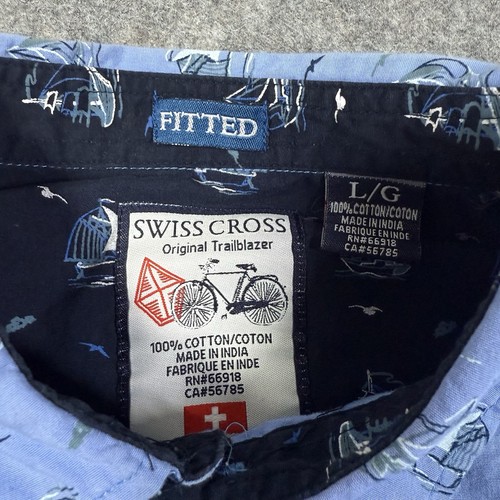 FITTED
L/G
100% COTTON/COTON
MADE IN INDIA
FABRIQUE EN INDE
RN#66918
CA#56785
SWISS CROSS
Original Trailblazer
100% COTTON/COTON
MADE IN INDIA
FABRIQUE EN INDE
RN#66918
CA#56785